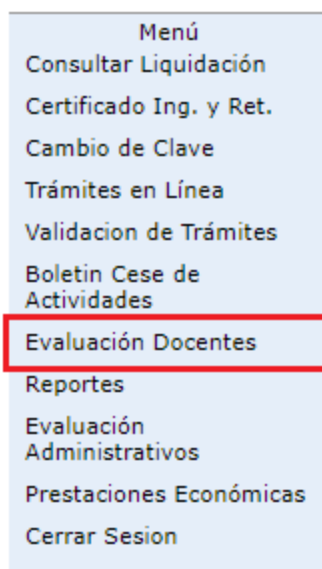 Menú
Consultar Liquidación
Certificado Ing. y Ret.
Cambio de Clave
Trámites en Línea
Validacion de Trámites
Boletin Cese de
Actividades
Evaluación Docentes
Reportes
Evaluación
Administrativos
Prestaciones Económicas
Cerrar Sesion